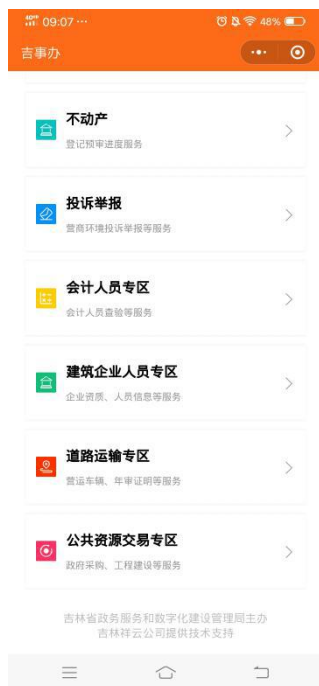 40%
09:07 ··· 48%
吉事办
不动产
登记预审进度服务
投诉举报
营商环境投诉举报等服务
会计人员专区
会计人员查验等服务
建筑企业人员专区
企业资质、人员信息等服务
道路运输专区
营运车辆、年审证明等服务
公共资源交易专区
政府采购、工程建设等服务
吉林省政务服务和数字化建设管理局主办
吉林祥云公司提供技术支持